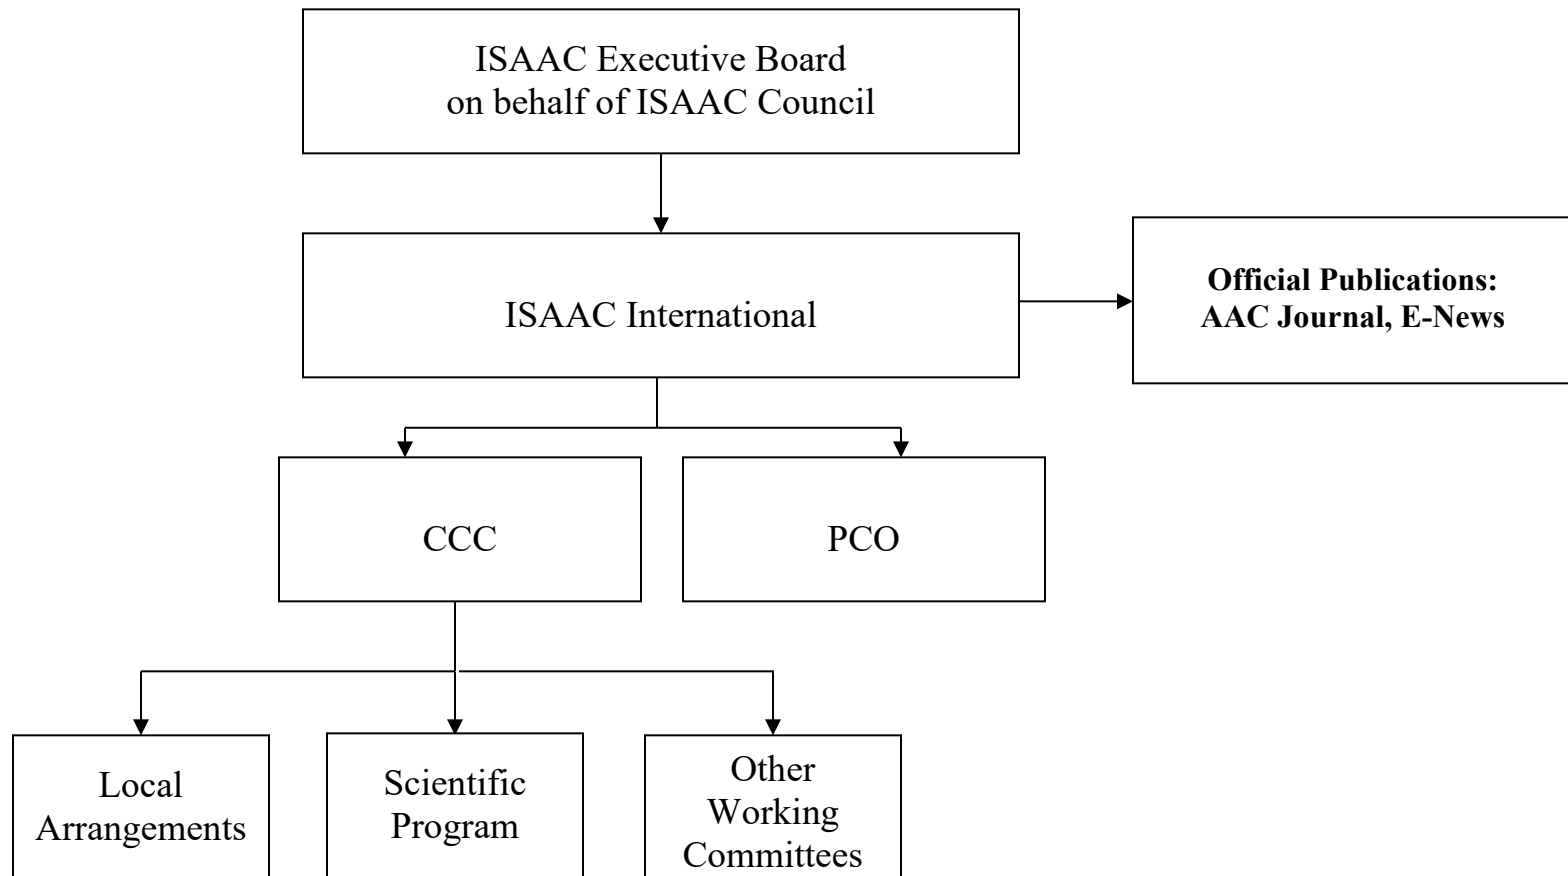 ISAAC Executive Board
on behalf of ISAAC Council
ISAAC International
Official Publications:
AAC Journal, E-News
CCC
PCO
Local
Arrangements
Scientific
Program
Other
Working
Committees